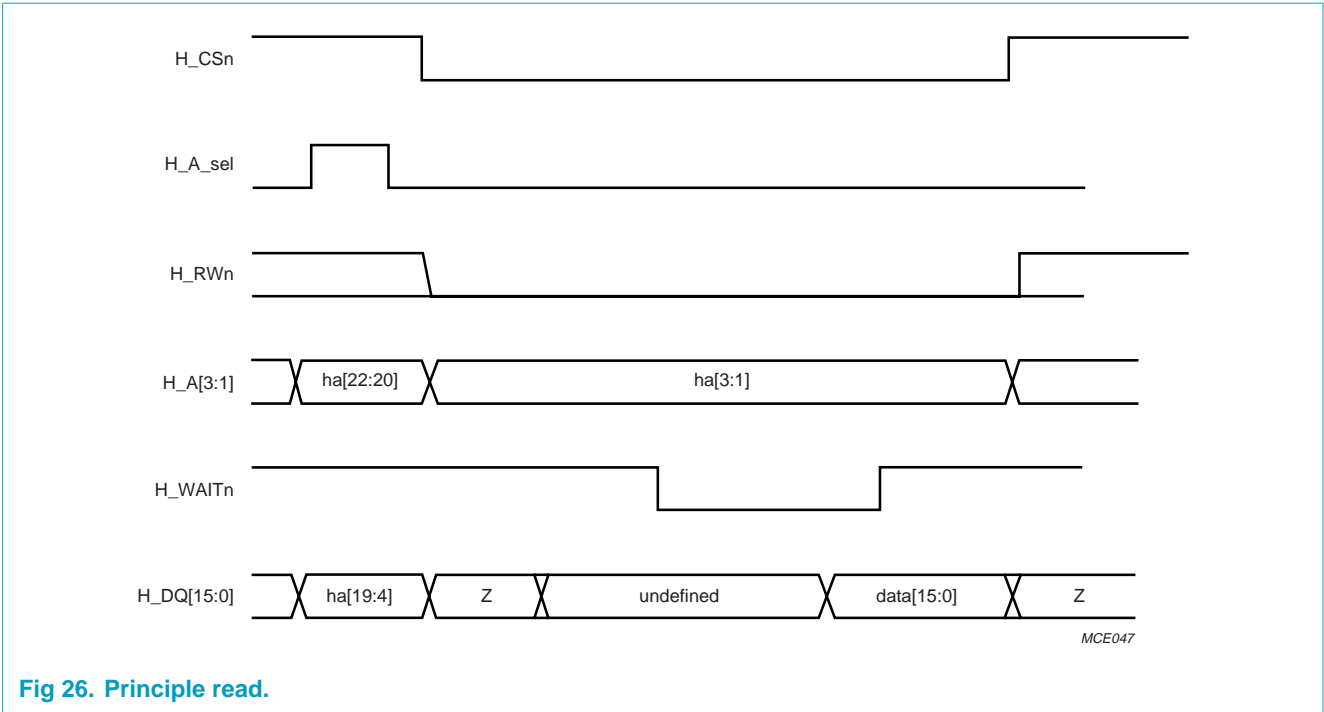 H_CSn
H_A_sel
H_RWn
H_A[3:1] ha[22:20] ha[3:1]
H_WAITn
H_DQ[15:0] ha[19:4] Z undefined data[15:0] Z
MCE047
Fig 26. Principle read.